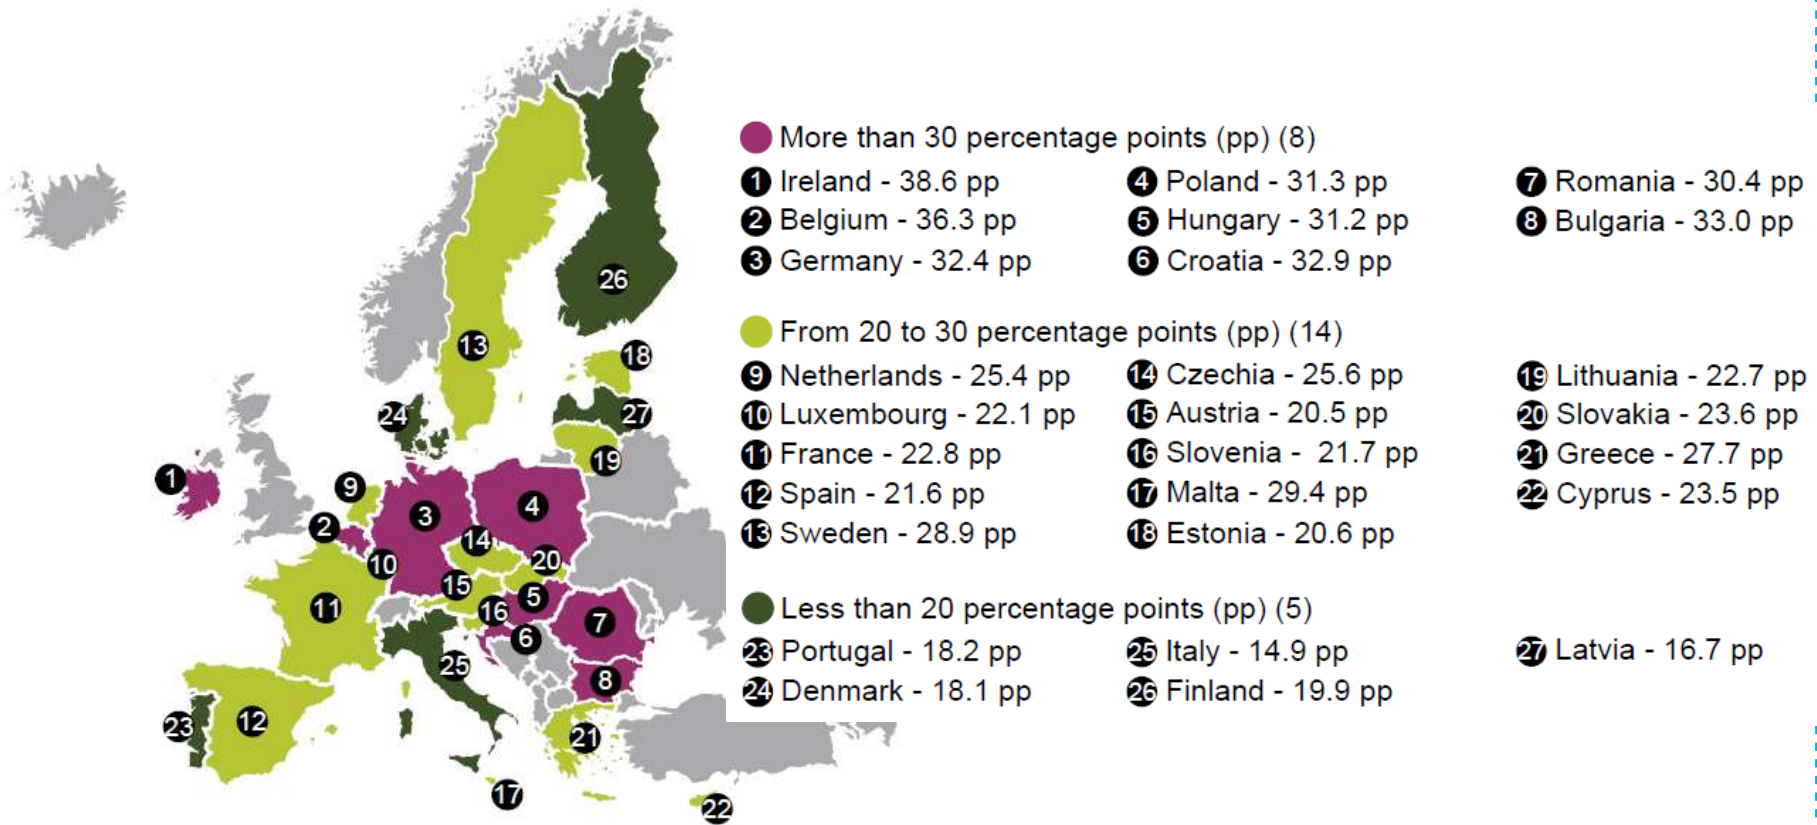 More than 30 percentage points (pp) (8)
1 Ireland - 38.6 pp
2 Belgium - 36.3 pp
3 Germany - 32.4 pp
4 Poland - 31.3 pp
5 Hungary - 31.2 pp
6 Croatia - 32.9 pp
7 Romania - 30.4 pp
8 Bulgaria - 33.0 pp
From 20 to 30 percentage points (pp) (14)
9 Netherlands - 25.4 pp
10 Luxembourg - 22.1 pp
11 France - 22.8 pp
12 Spain - 21.6 pp
13 Sweden - 28.9 pp
14 Czechia - 25.6 pp
15 Austria - 20.5 pp
16 Slovenia - 21.7 pp
17 Malta - 29.4 pp
18 Estonia - 20.6 pp
19 Lithuania - 22.7 pp
20 Slovakia - 23.6 pp
21 Greece - 27.7 pp
22 Cyprus - 23.5 pp
Less than 20 percentage points (pp) (5)
23 Portugal - 18.2 pp
24 Denmark - 18.1 pp
25 Italy - 14.9 pp
26 Finland - 19.9 pp
27 Latvia - 16.7 pp
26
13
18
24
27
19
1
9
4
3
2
14
20
10
15
5
16
11
7
6
25
8
12
23
21
17
22